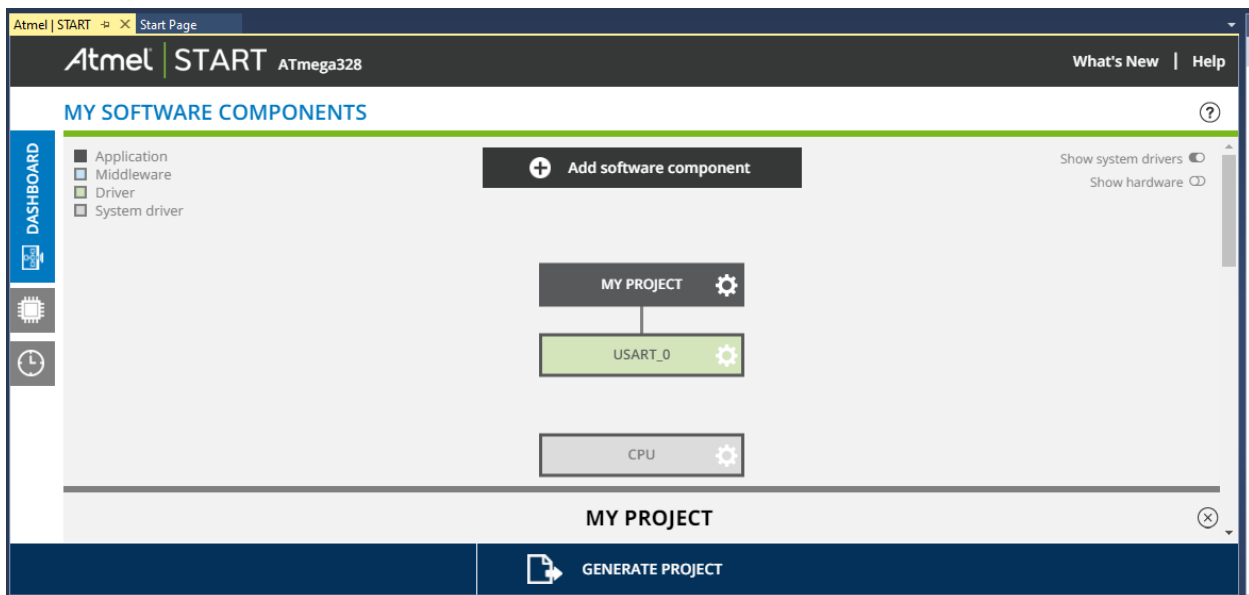 Atmel | START Start Page
Atmel START ATmega328 What's New | Help
MY SOFTWARE COMPONENTS ?
DASHBOARD
Application
Middleware
Driver
System driver
Add software component
Show system drivers
Show hardware
MY PROJECT
USART_0
CPU
MY PROJECT
GENERATE PROJECT